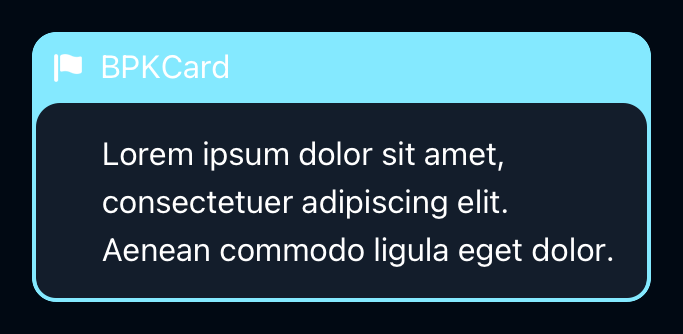 BPKCard
Lorem ipsum dolor sit amet,
consectetuer adipiscing elit.
Aenean commodo ligula eget dolor.